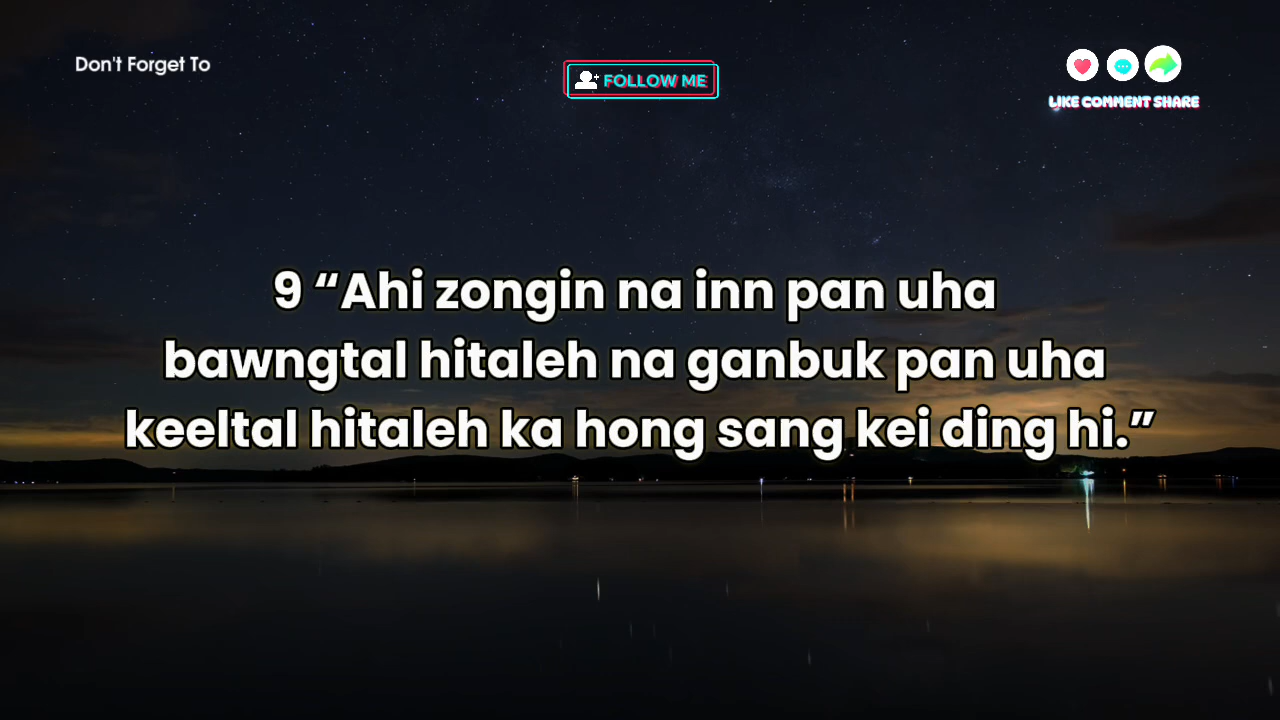 Don't Forget To
FOLLOW ME
LIKE COMMENT SHARE
9 “Ahi zongin na inn pan uha
bawngtal hitaleh na ganbuk pan uha
keeltal hitaleh ka hong sang kei ding hi.”